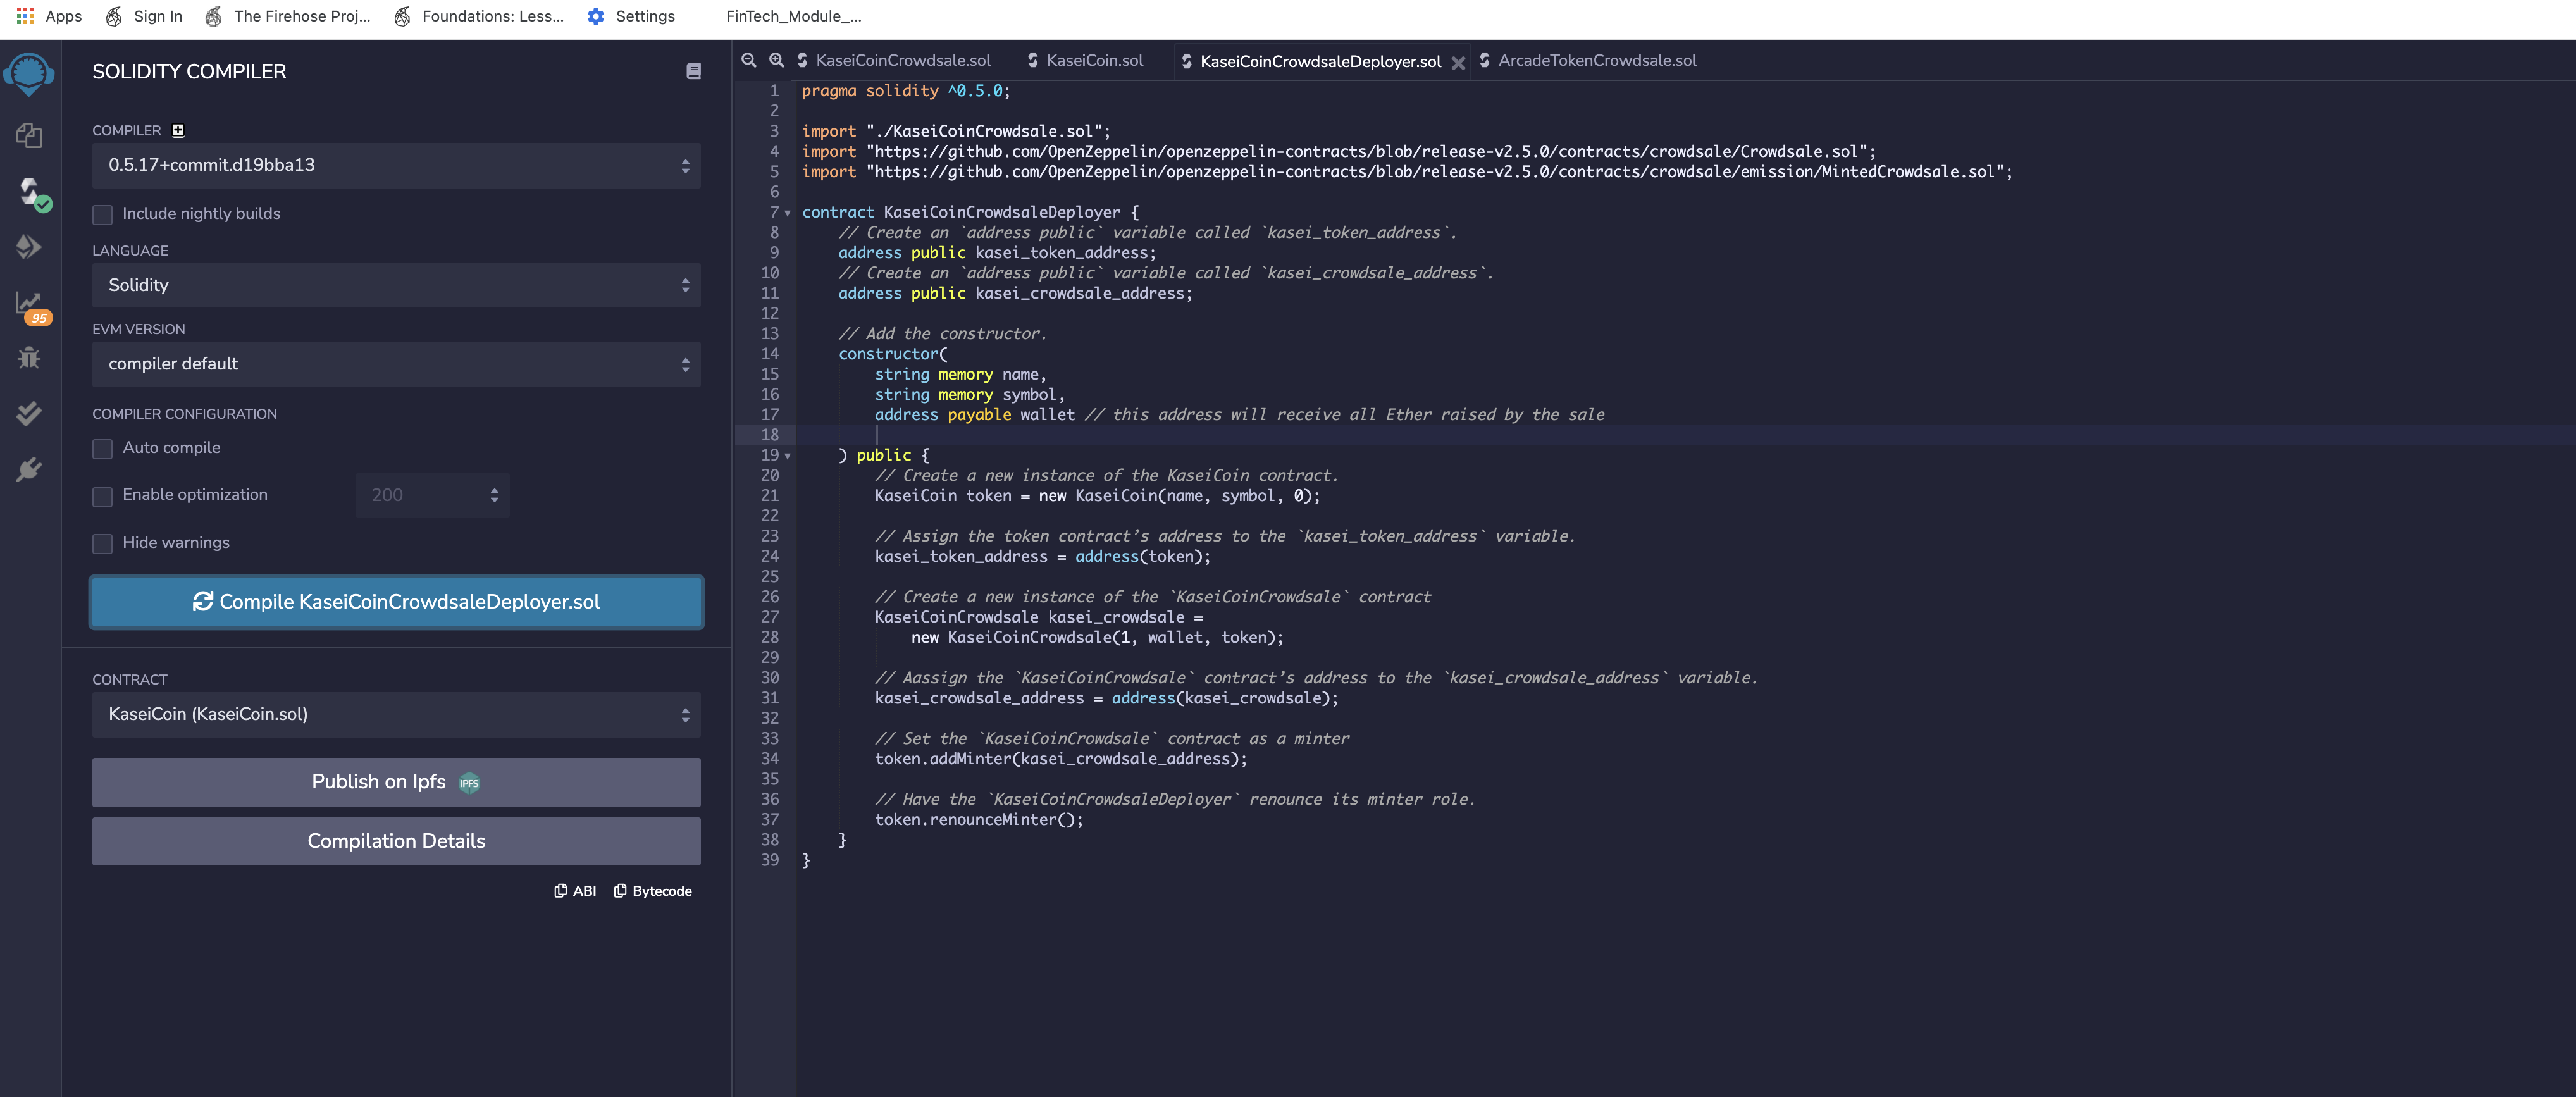 Apps Sign In The Firehose Proj... Foundations: Less... Settings FinTech_Module_...
SOLIDITY COMPILER
COMPILER
0.5.17+commit.d19bba13
Include nightly builds
LANGUAGE
Solidity
95
EVM VERSION
compiler default
COMPILER CONFIGURATION
Auto compile
Enable optimization 200
Hide warnings
Compile KaseiCoinCrowdsaleDeployer.sol
CONTRACT
KaseiCoin (KaseiCoin.sol)
Publish on Ipfs IPFS
Compilation Details
ABI Bytecode
KaseiCoinCrowdsale.sol KaseiCoin.sol KaseiCoinCrowdsaleDeployer.sol ArcadeTokenCrowdsale.sol
1 pragma solidity ^0.5.0;
2
3 import "./KaseiCoinCrowdsale.sol";
4 import "https://github.com/OpenZeppelin/openzeppelin-contracts/blob/release-v2.5.0/contracts/crowdsale/Crowdsale.sol";
5 import "https://github.com/OpenZeppelin/openzeppelin-contracts/blob/release-v2.5.0/contracts/crowdsale/emission/MintedCrowdsale.sol";
6
7 contract KaseiCoinCrowdsaleDeployer {
8 // Create an `address public` variable called `kasei_token_address`.
9 address public kasei_token_address;
10 // Create an `address public` variable called `kasei_crowdsale_address`.
11 address public kasei_crowdsale_address;
12
13 // Add the constructor.
14 constructor(
15 string memory name,
16 string memory symbol,
17 address payable wallet // this address will receive all Ether raised by the sale
18
19 ) public {
20 // Create a new instance of the KaseiCoin contract.
21 KaseiCoin token = new KaseiCoin(name, symbol, 0);
22
23 // Assign the token contract’s address to the `kasei_token_address` variable.
24 kasei_token_address = address(token);
25
26 // Create a new instance of the `KaseiCoinCrowdsale` contract
27 KaseiCoinCrowdsale kasei_crowdsale =
28 new KaseiCoinCrowdsale(1, wallet, token);
29
30 // Aassign the `KaseiCoinCrowdsale` contract’s address to the `kasei_crowdsale_address` variable.
31 kasei_crowdsale_address = address(kasei_crowdsale);
32
33 // Set the `KaseiCoinCrowdsale` contract as a minter
34 token.addMinter(kasei_crowdsale_address);
35
36 // Have the `KaseiCoinCrowdsaleDeployer` renounce its minter role.
37 token.renounceMinter();
38 }
39 }